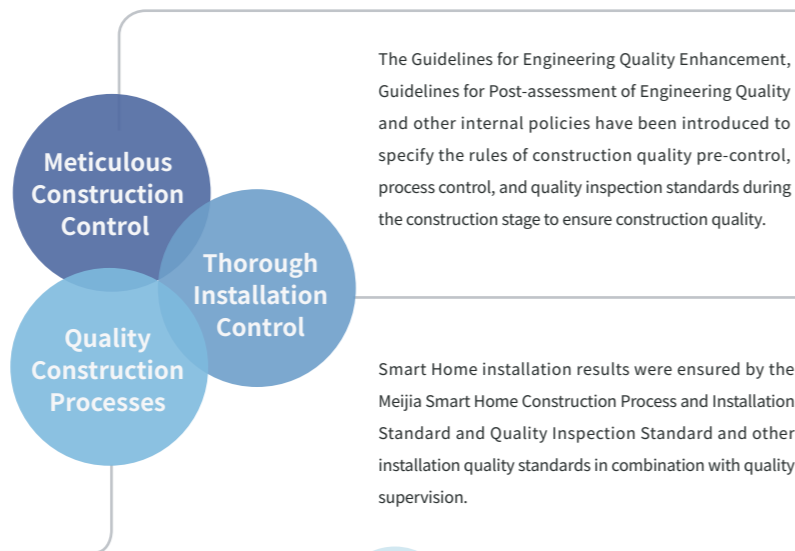 Meticulous
Construction
Control
Thorough
Installation
Control
Quality
Construction
Processes
The Guidelines for Engineering Quality Enhancement,
Guidelines for Post-assessment of Engineering Quality
and other internal policies have been introduced to
specify the rules of construction quality pre-control,
process control, and quality inspection standards during
the construction stage to ensure construction quality.
Smart Home installation results were ensured by the
Meijia Smart Home Construction Process and Installation
Standard and Quality Inspection Standard and other
installation quality standards in combination with quality
supervision.